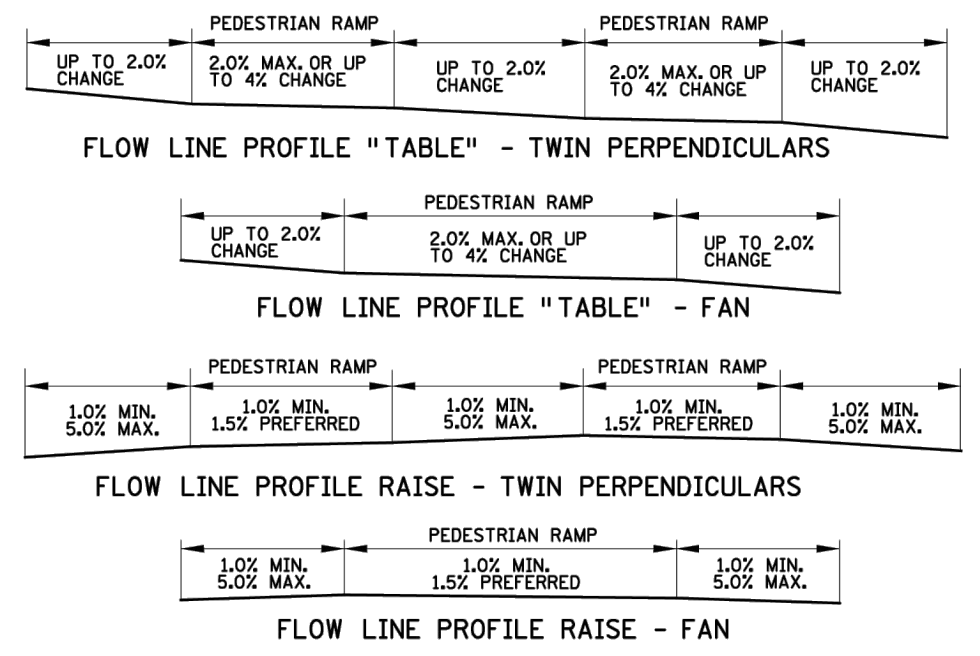 PEDESTRIAN RAMP PEDESTRIAN RAMP
UP TO 2.0%
CHANGE
2.0% MAX. OR UP
TO 4% CHANGE
UP TO 2.0%
CHANGE
2.0% MAX. OR UP
TO 4% CHANGE
UP TO 2.0%
CHANGE
FLOW LINE PROFILE "TABLE" - TWIN PERPENDICULARS
PEDESTRIAN RAMP
UP TO 2.0%
CHANGE
2.0% MAX. OR UP
TO 4% CHANGE
UP TO 2.0%
CHANGE
FLOW LINE PROFILE "TABLE" - FAN
PEDESTRIAN RAMP PEDESTRIAN RAMP
1.0% MIN.
5.0% MAX.
1.0% MIN.
1.5% PREFERRED
1.0% MIN.
5.0% MAX.
1.0% MIN.
1.5% PREFERRED
1.0% MIN.
5.0% MAX.
FLOW LINE PROFILE RAISE - TWIN PERPENDICULARS
PEDESTRIAN RAMP
1.0% MIN.
5.0% MAX.
1.0% MIN.
1.5% PREFERRED
1.0% MIN.
5.0% MAX.
FLOW LINE PROFILE RAISE - FAN